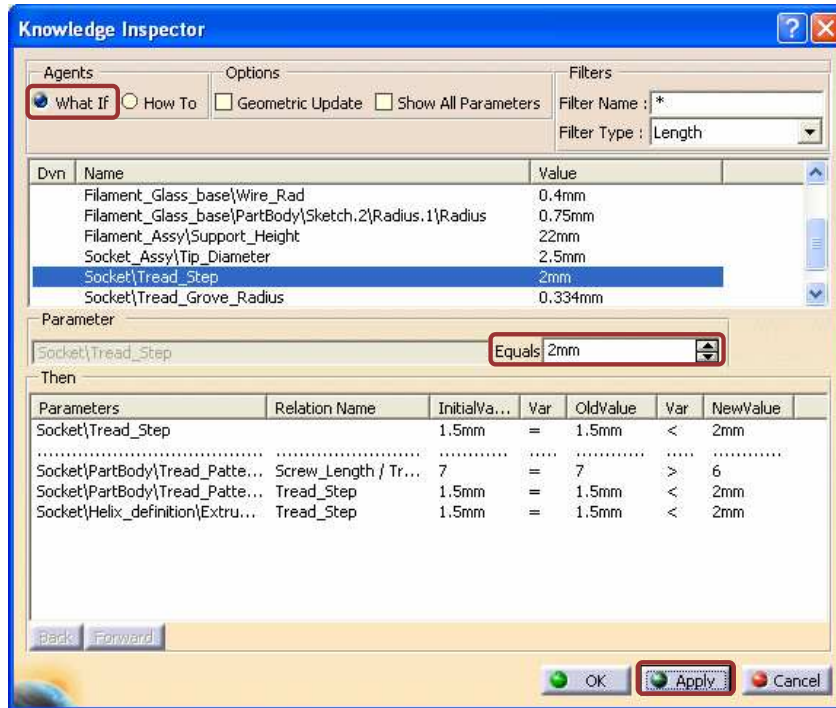 Knowledge Inspector
Agents Options Filters
What If How To Geometric Update Show All Parameters Filter Name : *
Filter Type : Length
Dvn Name Value
Filament_Glass_base\Wire_Rad 0.4mm
Filament_Glass_base\PartBody\Sketch.2\Radius.1\Radius 0.75mm
Filament_Assy\Support_Height 22mm
Socket_Assy\Tip_Diameter 2.5mm
Socket\Tread_Step 2mm
Socket\Tread_Grove_Radius 0.334mm
Parameter
Socket\Tread_Step Equals 2mm
Then
Parameters Relation Name InitialVa... Var OldValue Var NewValue
Socket\Tread_Step 1.5mm = 1.5mm < 2mm
Socket\PartBody\Tread_Patte... Screw_Length / Tr... 7 = 7 > 6
Socket\PartBody\Tread_Patte... Tread_Step 1.5mm = 1.5mm < 2mm
Socket\Helix_definition\Extru... Tread_Step 1.5mm = 1.5mm < 2mm
Back Forward
OK Apply Cancel